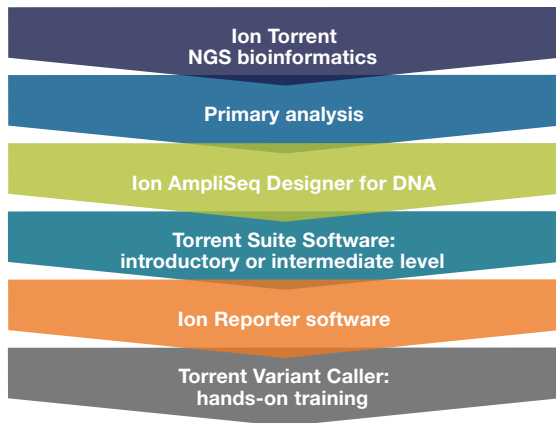 Ion Torrent
NGS bioinformatics
Primary analysis
Ion AmpliSeq Designer for DNA
Torrent Suite Software:
introductory or intermediate level
Ion Reporter software
Torrent Variant Caller:
hands-on training